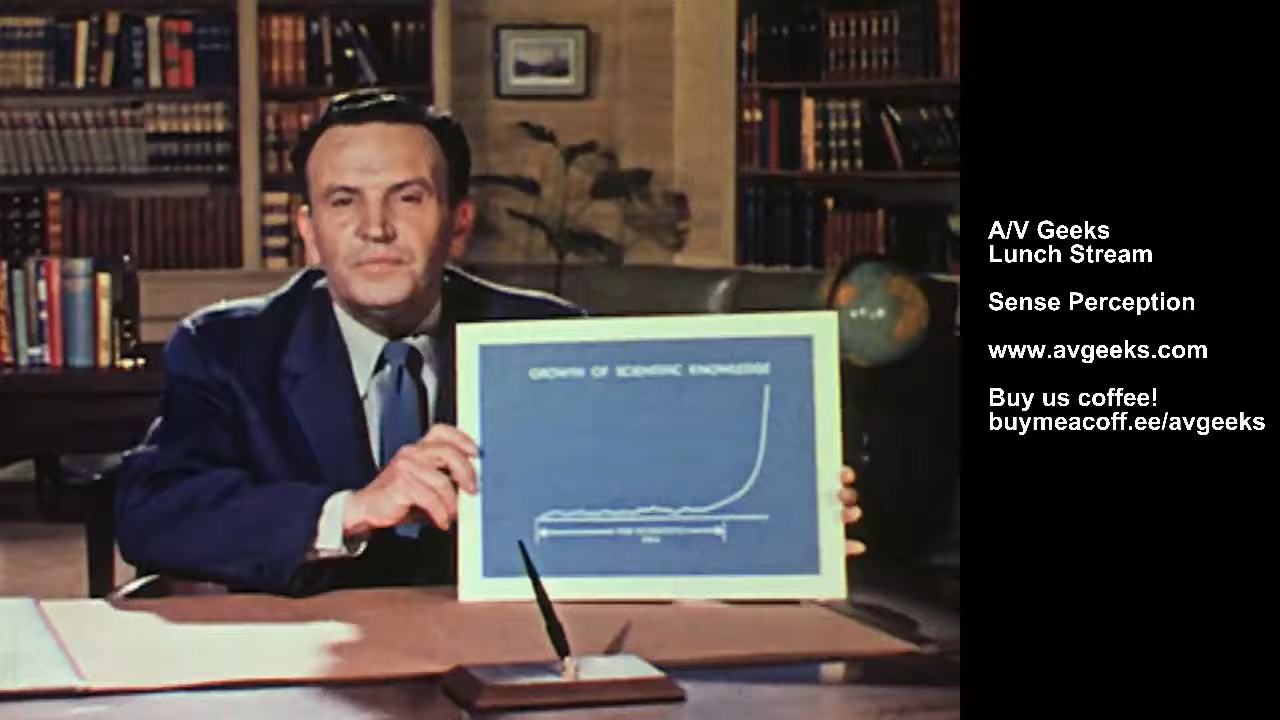 GROWTH OF SCIENTIFIC KNOWLEDGE
A/V Geeks
Lunch Stream
Sense Perception
www.avgeeks.com
Buy us coffee!
buymeacoff.ee/avgeeks